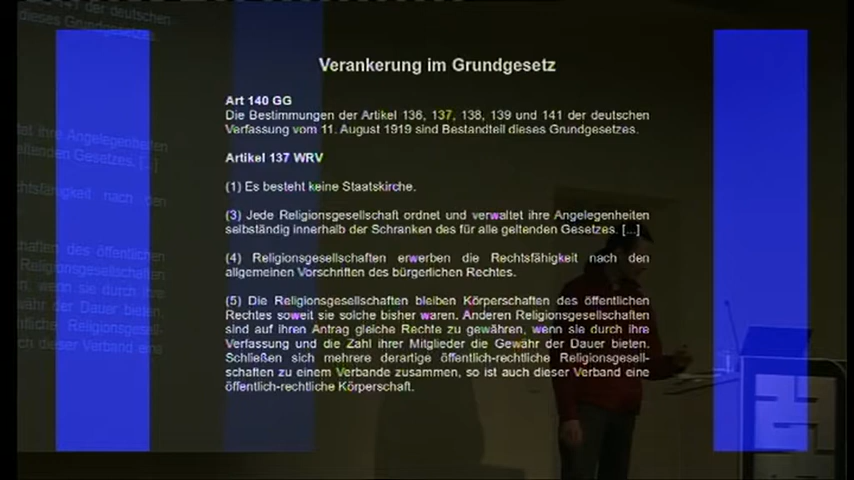 Verankerung im Grundgesetz
Art 140 GG
Die Bestimmungen der Artikel 136, 137, 138, 139 und 141 der deutschen
Verfassung vom 11. August 1919 sind Bestandteil dieses Grundgesetzes.
Artikel 137 WRV
(1) Es besteht keine Staatskirche.
(3) Jede Religionsgesellschaft ordnet und verwaltet ihre Angelegenheiten
selbständig innerhalb der Schranken des für alle geltenden Gesetzes. [...]
(4) Religionsgesellschaften erwerben die Rechtsfähigkeit nach den
allgemeinen Vorschriften des bürgerlichen Rechtes.
(5) Die Religionsgesellschaften bleiben Körperschaften des öffentlichen
Rechtes soweit sie solche bisher waren. Anderen Religionsgesellschaften
sind auf ihren Antrag gleiche Rechte zu gewähren, wenn sie durch ihre
Verfassung und die Zahl ihrer Mitglieder die Gewähr der Dauer bieten.
Schließen sich mehrere derartige öffentlich-rechtliche Religionsgesell-
schaften zu einem Verbande zusammen, so ist auch dieser Verband eine
öffentlich-rechtliche Körperschaft.